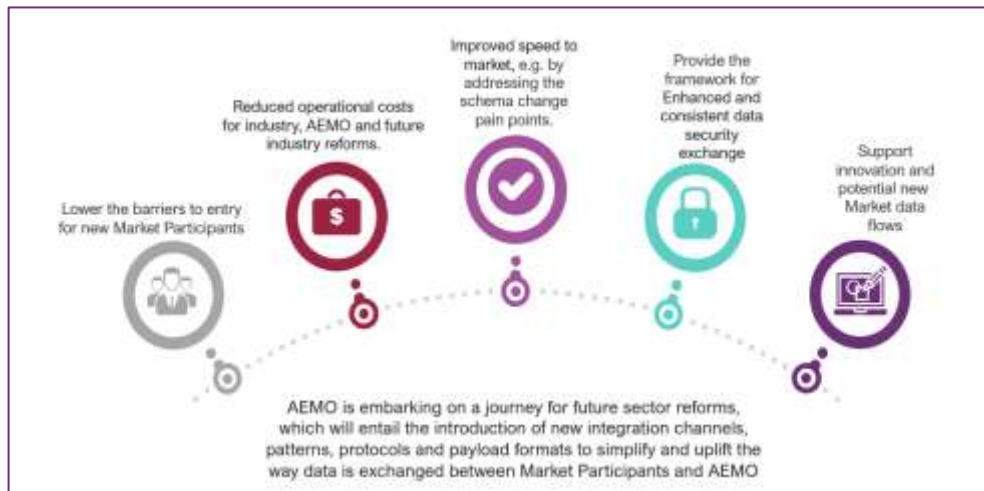 Lower the barriers to entry
for new Market Participants
Reduced operational costs
for industry, AEMO and future
industry reforms.
$
Improved speed to
market, e.g. by
addressing the
schema change
pain points.
Provide the
framework for
Enhanced and
consistent data
security
exchange
Support
innovation and
potential new
Market data
flows
AEMO is embarking on a journey for future sector reforms,
which will entail the introduction of new integration channels,
patterns, protocols and payload formats to simplify and uplift the
way data is exchanged between Market Participants and AEMO